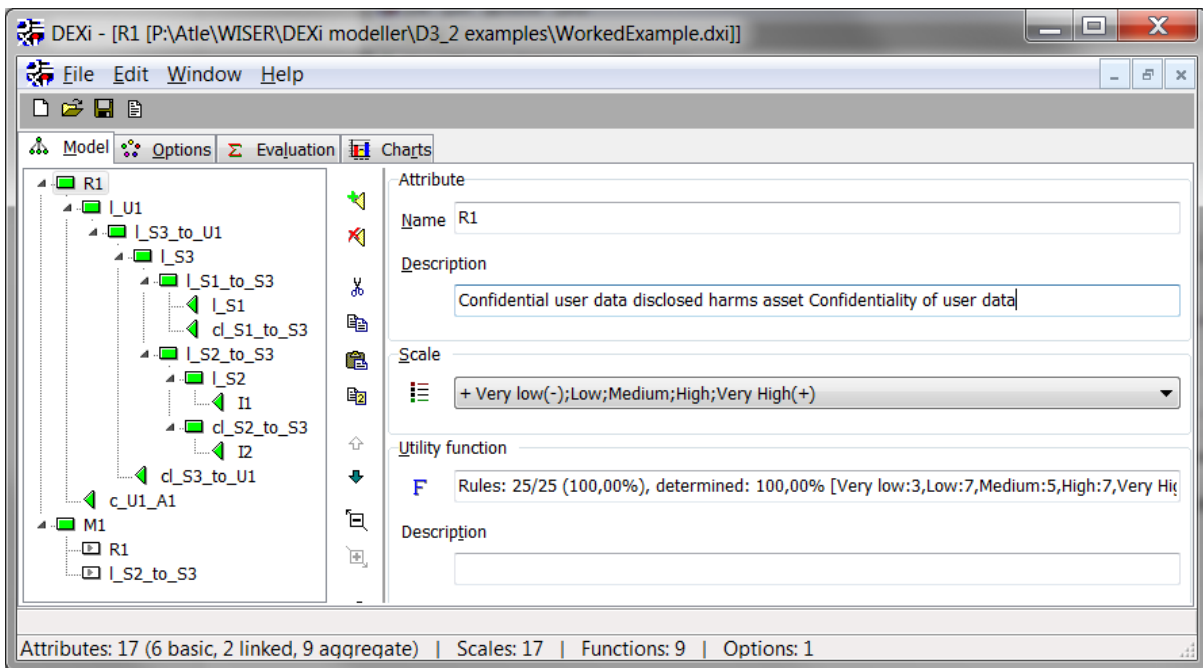 DEXi - [R1 [P:\Atle\WISER\DEXi modeller\D3_2 examples\WorkedExample.dxi]]
File Edit Window Help
Model Options Evaluation Charts
R1
l_U1
l_S3_to_U1
l_S3
l_S1_to_S3
l_S1
cl_S1_to_S3
l_S2_to_S3
l_S2
I1
cl_S2_to_S3
I2
cl_S3_to_U1
c_U1_A1
M1
R1
l_S2_to_S3
Attribute
Name R1
Description
Confidential user data disclosed harms asset Confidentiality of user data
Scale
+ Very low(-);Low;Medium;High;Very High(+)
Utility function
F Rules: 25/25 (100,00%), determined: 100,00% [Very low:3,Low:7,Medium:5,High:7,Very Hig
Description
Attributes: 17 (6 basic, 2 linked, 9 aggregate) | Scales: 17 | Functions: 9 | Options: 1